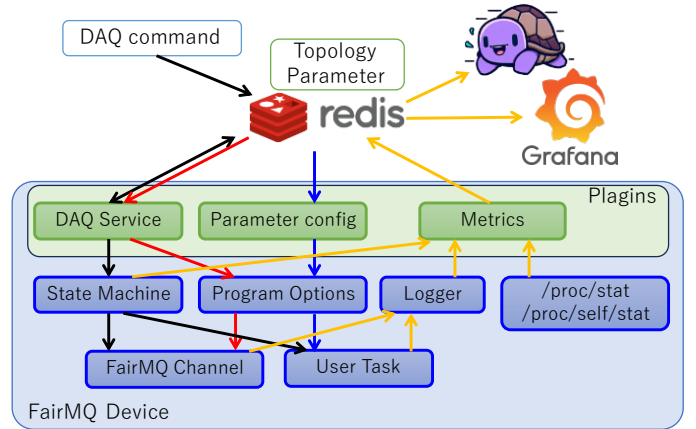 DAQ command
Topology
Parameter
redis
Grafana
Plagins
DAQ Service
Parameter config
Metrics
State Machine
Program Options
Logger
/proc/stat
/proc/self/stat
FairMQ Channel
User Task
FairMQ Device